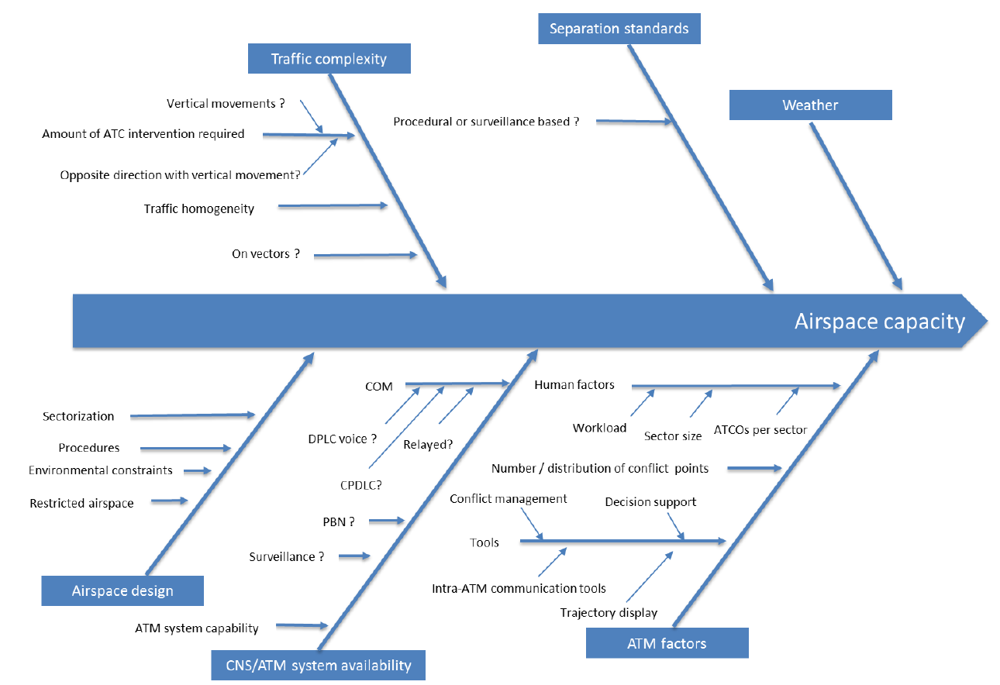 Separation standards
Traffic complexity
Weather
Vertical movements ?
Procedural or surveillance based ?
Amount of ATC intervention required
Opposite direction with vertical movement?
Traffic homogeneity
On vectors ?
Airspace capacity
COM
Human factors
Sectorization
DPLC voice ?
Relayed?
Workload
Sector size
ATCOs per sector
Procedures
Environmental constraints
Number / distribution of conflict points
CPDLC?
Restricted airspace
Conflict management
Decision support
PBN ?
Tools
Surveillance ?
Airspace design
Intra-ATM communication tools
Trajectory display
ATM system capability
ATM factors
CNS/ATM system availability